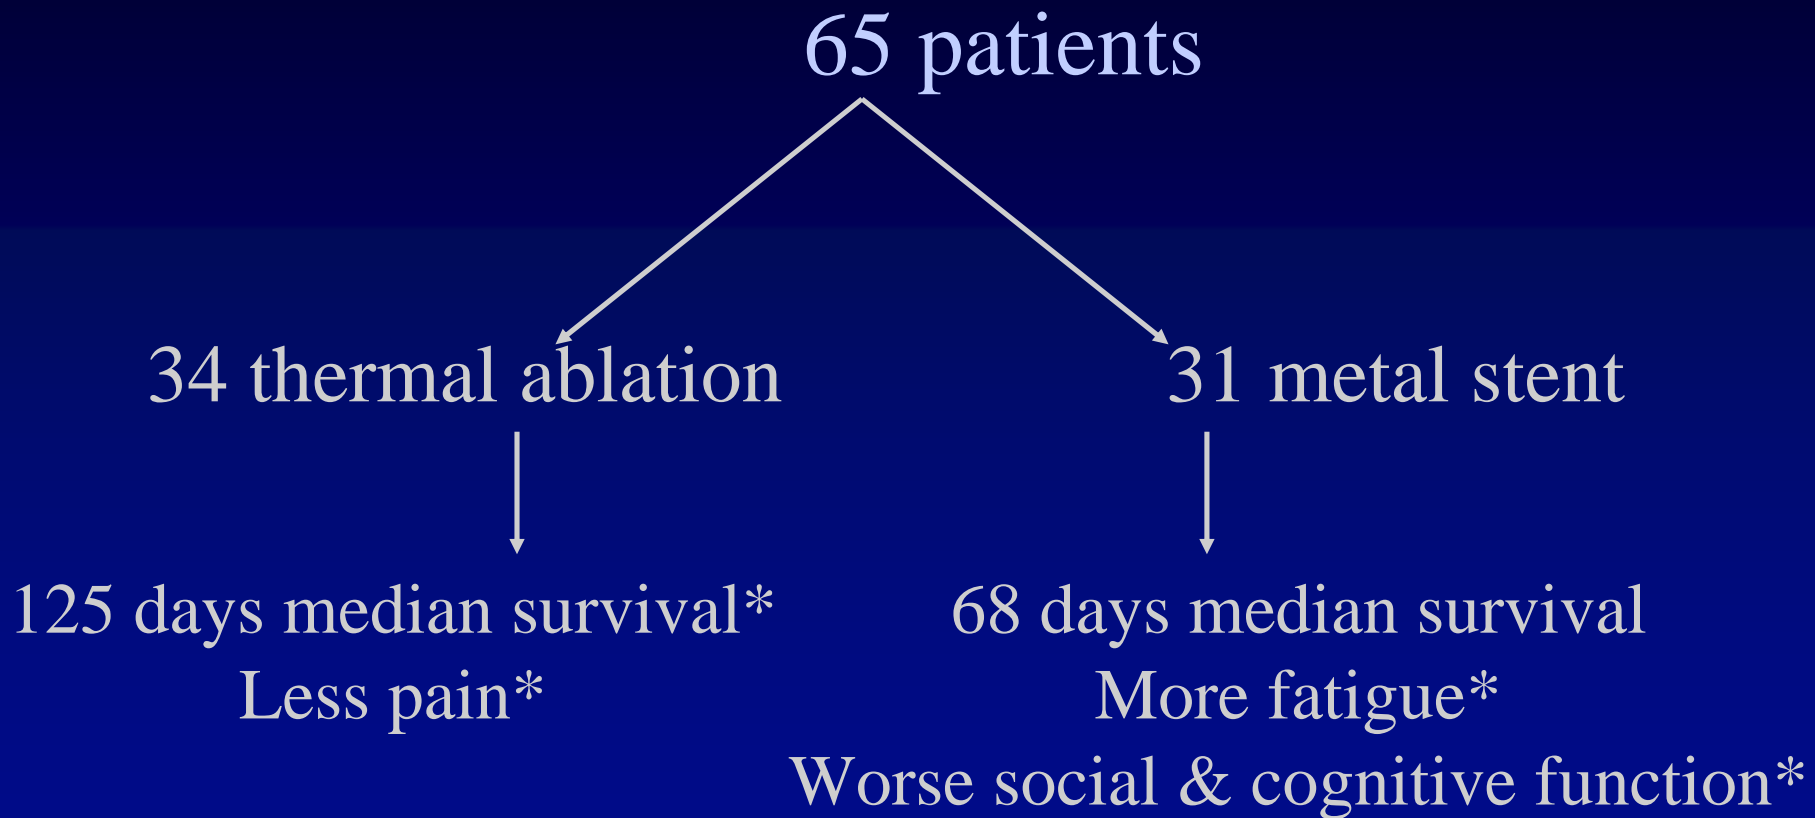 65 patients
34 thermal ablation
31 metal stent
125 days median survival*
Less pain*
68 days median survival
More fatigue*
Worse social & cognitive function*